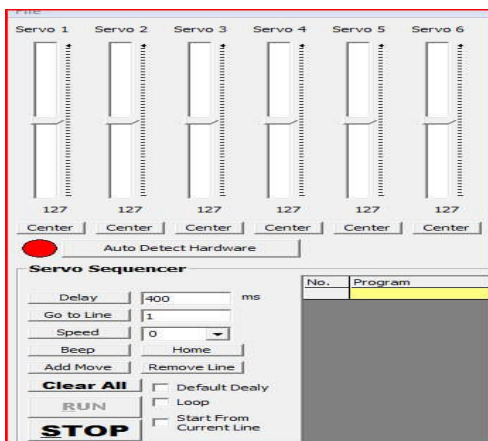 File
Servo 1 Servo 2 Servo 3 Servo 4 Servo 5 Servo 6
127 127 127 127 127 127
Center Center Center Center Center Center
Auto Detect Hardware
Servo Sequencer
No. Program
Delay 400 ms
Go to Line 1
Speed 0
Beep Home
Add Move Remove Line
Clear All Default Dealy
RUN Loop
STOP Start From
Current Line